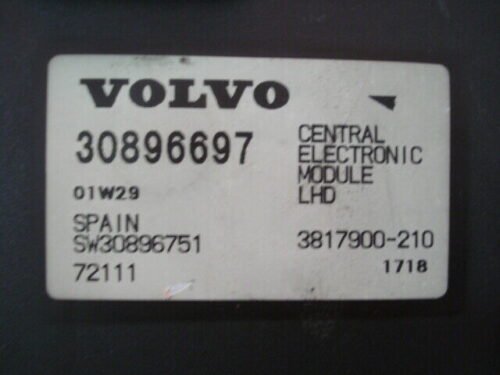 VOLVO
30896697
01W29
SPAIN
SW30896751
72111
CENTRAL
ELECTRONIC
MODULE
LHD
3817900-210
1718